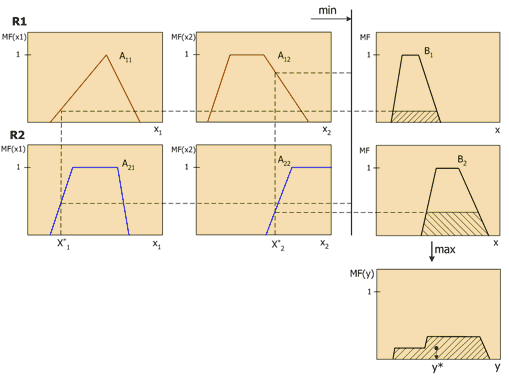 min
R1
MF(x1) MF(x2) MF
1 A11 1 A12 1 B1
x1 x2 x
R2
MF(x1) MF(x2) MF
1 A21 1 A22 1 B2
X*1 x1 X*2 x2 x
max
MF(y)
1
y* y